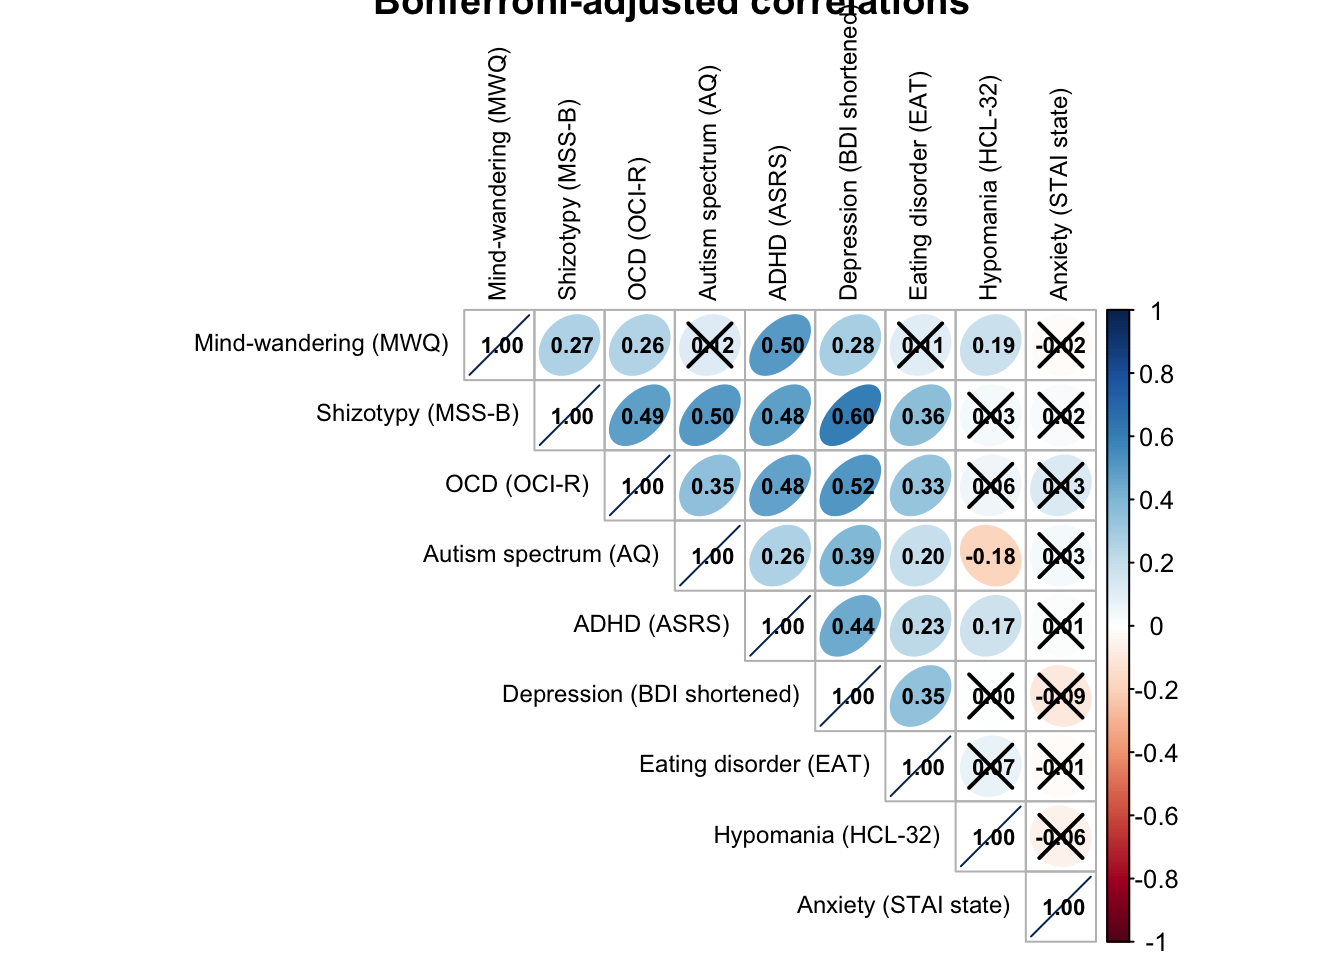 Bonferroni-adjusted correlations
Mind-wandering (MWQ)
Shizotypy (MSS-B)
OCD (OCI-R)
Autism spectrum (AQ)
ADHD (ASRS)
Depression (BDI shortened)
Eating disorder (EAT)
Hypomania (HCL-32)
Anxiety (STAI state)
Mind-wandering (MWQ) 1.00 0.27 0.26 0.12 0.50 0.28 0.11 0.19 -0.02
Shizotypy (MSS-B) 1.00 0.49 0.50 0.48 0.60 0.36 0.03 0.02
OCD (OCI-R) 1.00 0.35 0.48 0.52 0.33 0.06 0.13
Autism spectrum (AQ) 1.00 0.26 0.39 0.20 -0.18 0.03
ADHD (ASRS) 1.00 0.44 0.23 0.17 0.01
Depression (BDI shortened) 1.00 0.35 0.00 -0.09
Eating disorder (EAT) 1.00 0.07 -0.01
Hypomania (HCL-32) 1.00 -0.06
Anxiety (STAI state) 1.00
1
0.8
0.6
0.4
0.2
0
-0.2
-0.4
-0.6
-0.8
-1